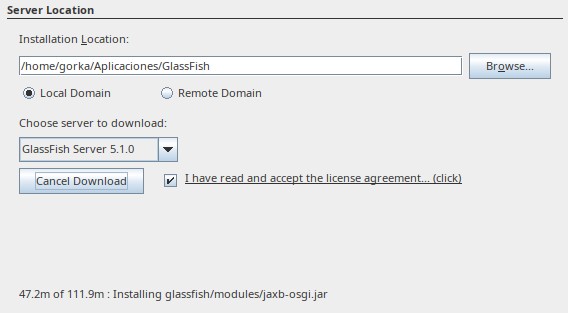 Server Location
Installation Location:
/home/gorka/Aplicaciones/GlassFish
Browse...
Local Domain
Remote Domain
Choose server to download:
GlassFish Server 5.1.0
Cancel Download
I have read and accept the license agreement... (click)
47.2m of 111.9m : Installing glassfish/modules/jaxb-osgi.jar